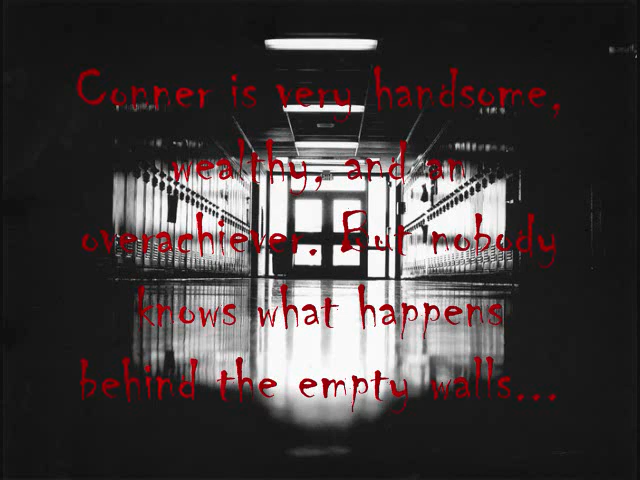 Conner is very handsome,
wealthy, and an
overachiever. But nobody
knows what happens
behind the empty walls...